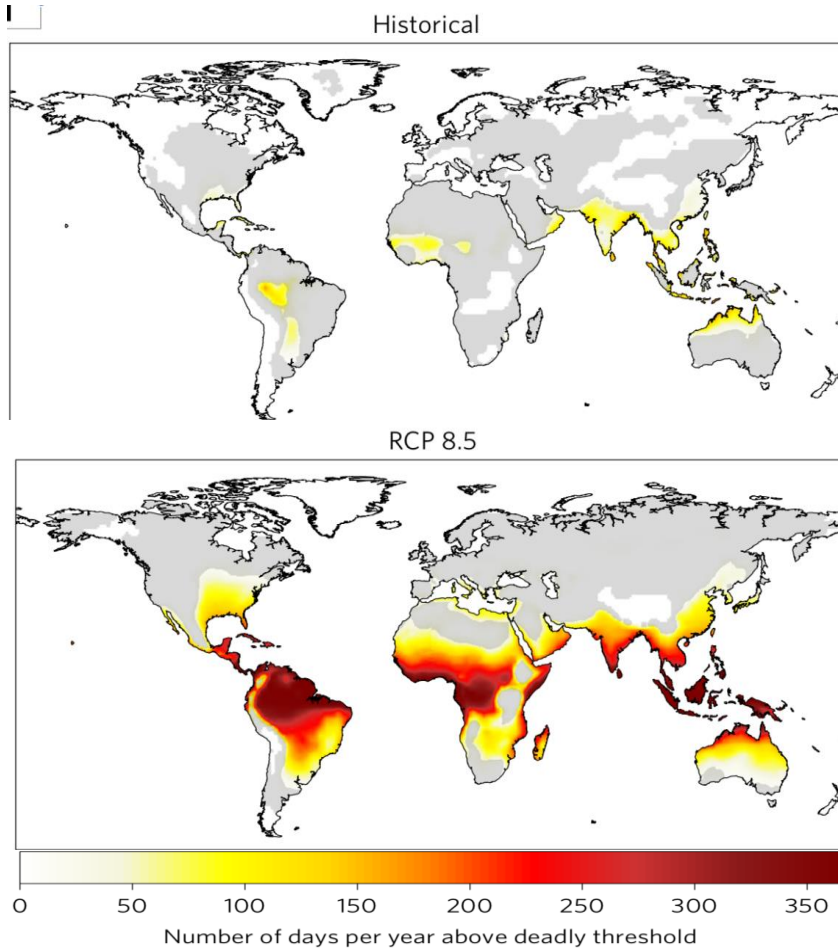 Historical
RCP 8.5
0 50 100 150 200 250 300 350
Number of days per year above deadly threshold